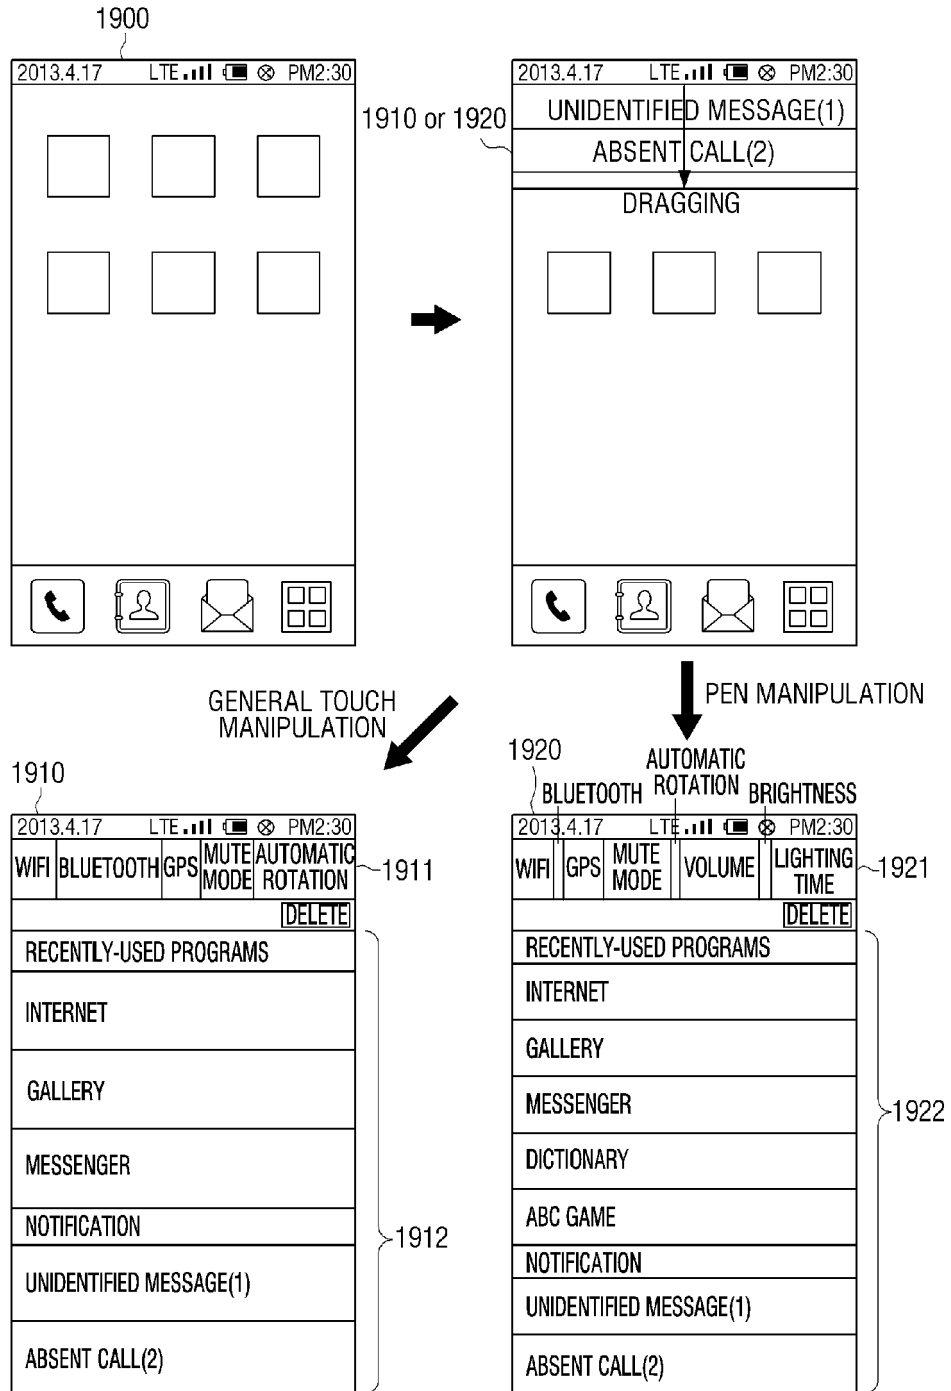 1900
2013.4.17 LTE PM2:30
2013.4.17 LTE PM2:30
1910 or 1920
UNIDENTIFIED MESSAGE(1)
ABSENT CALL(2)
DRAGGING
GENERAL TOUCH
MANIPULATION
PEN MANIPULATION
1910
2013.4.17 LTE PM2:30
WIFI BLUETOOTH GPS MUTE MODE AUTOMATIC ROTATION
1911
DELETE
RECENTLY-USED PROGRAMS
INTERNET
GALLERY
MESSENGER
NOTIFICATION
UNIDENTIFIED MESSAGE(1)
ABSENT CALL(2)
1912
1920
BLUETOOTH
AUTOMATIC
ROTATION
BRIGHTNESS
2013.4.17 LTE PM2:30
WIFI GPS MUTE MODE VOLUME LIGHTING TIME
1921
DELETE
RECENTLY-USED PROGRAMS
INTERNET
GALLERY
MESSENGER
DICTIONARY
ABC GAME
NOTIFICATION
UNIDENTIFIED MESSAGE(1)
ABSENT CALL(2)
1922